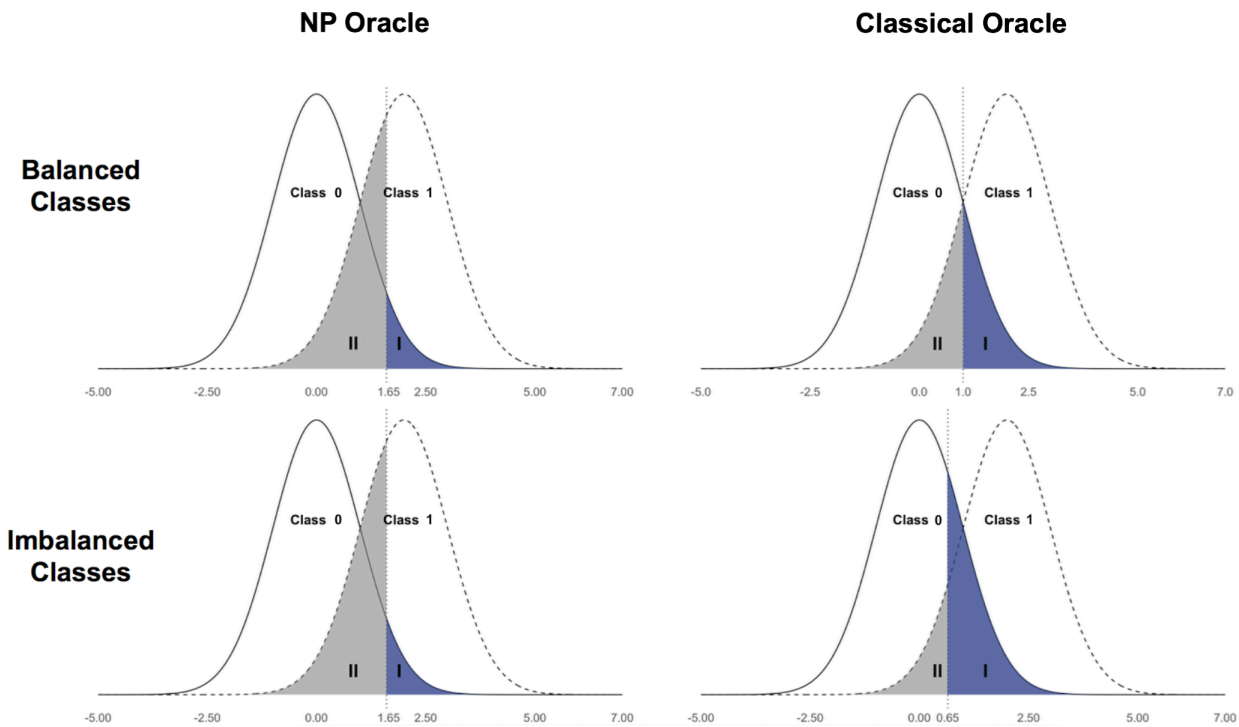 NP Oracle
Classical Oracle
Balanced
Classes
Class 0
Class 1
II
I
-5.00 -2.50 0.00 1.65 2.50 5.00 7.00
Class 0
Class 1
II
I
-5.0 -2.5 0.0 1.0 2.5 5.0 7.0
Imbalanced
Classes
Class 0
Class 1
II
I
-5.00 -2.50 0.00 1.65 2.50 5.00 7.00
Class 0
Class 1
II
I
-5.00 -2.50 0.00 0.65 2.50 5.00 7.00